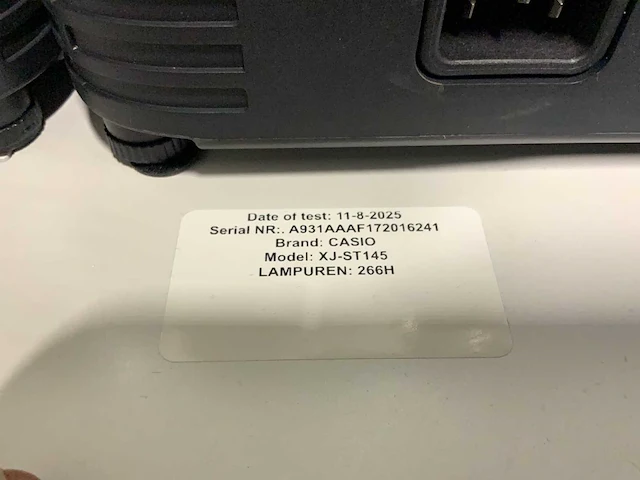 Date of test: 11-8-2025
Serial NR:. A931AAAF172016241
Brand: CASIO
Model: XJ-ST145
LAMPUREN: 266H